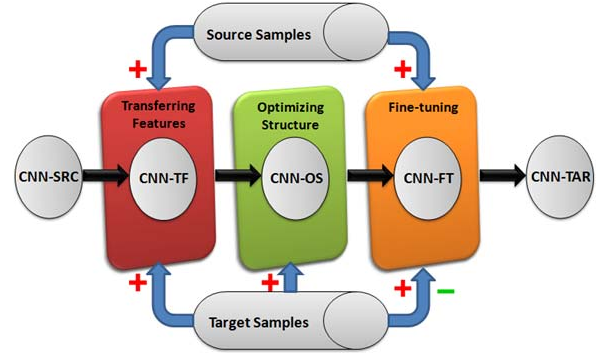 Source Samples
+
+
Transferring
Features
Optimizing
Structure
Fine-tuning
CNN-SRC
CNN-TF
CNN-OS
CNN-FT
CNN-TAR
+
+
+
−
Target Samples